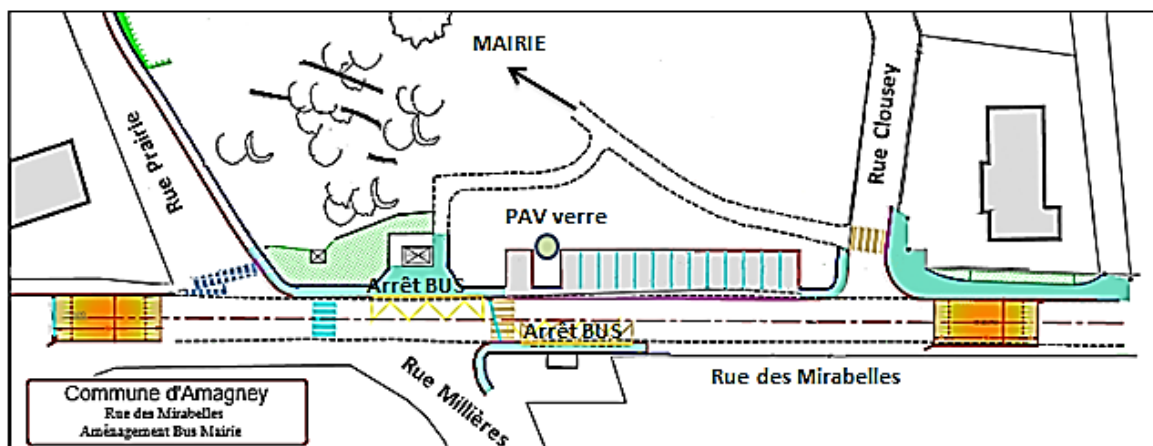 MAIRIE
Rue Prairie
Rue Clousey
PAV verre
Arrêt BUS
Arrêt BUS
Rue des Mirabelles
Rue Millières
Commune d'Amagney
Rue des Mirabelles
Aménagement Bus Mairie